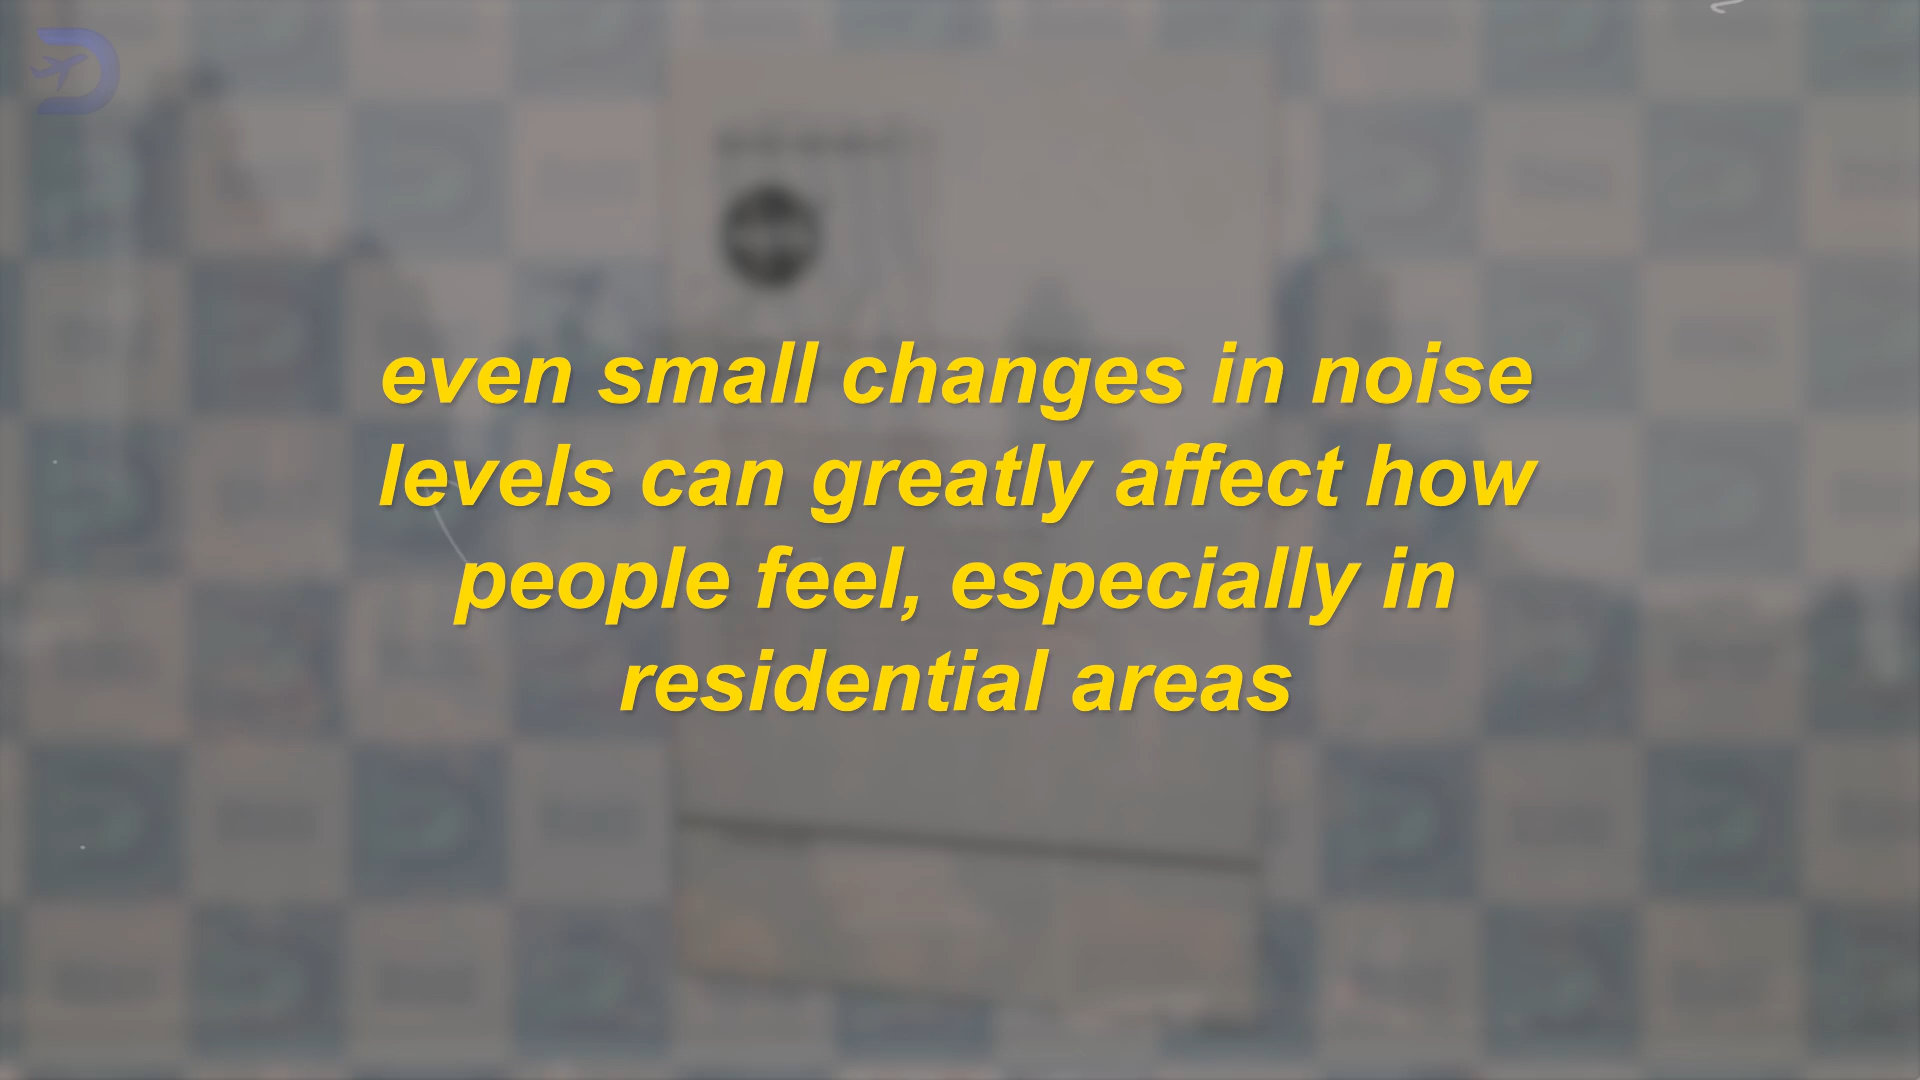 even small changes in noise
levels can greatly affect how
people feel, especially in
residential areas